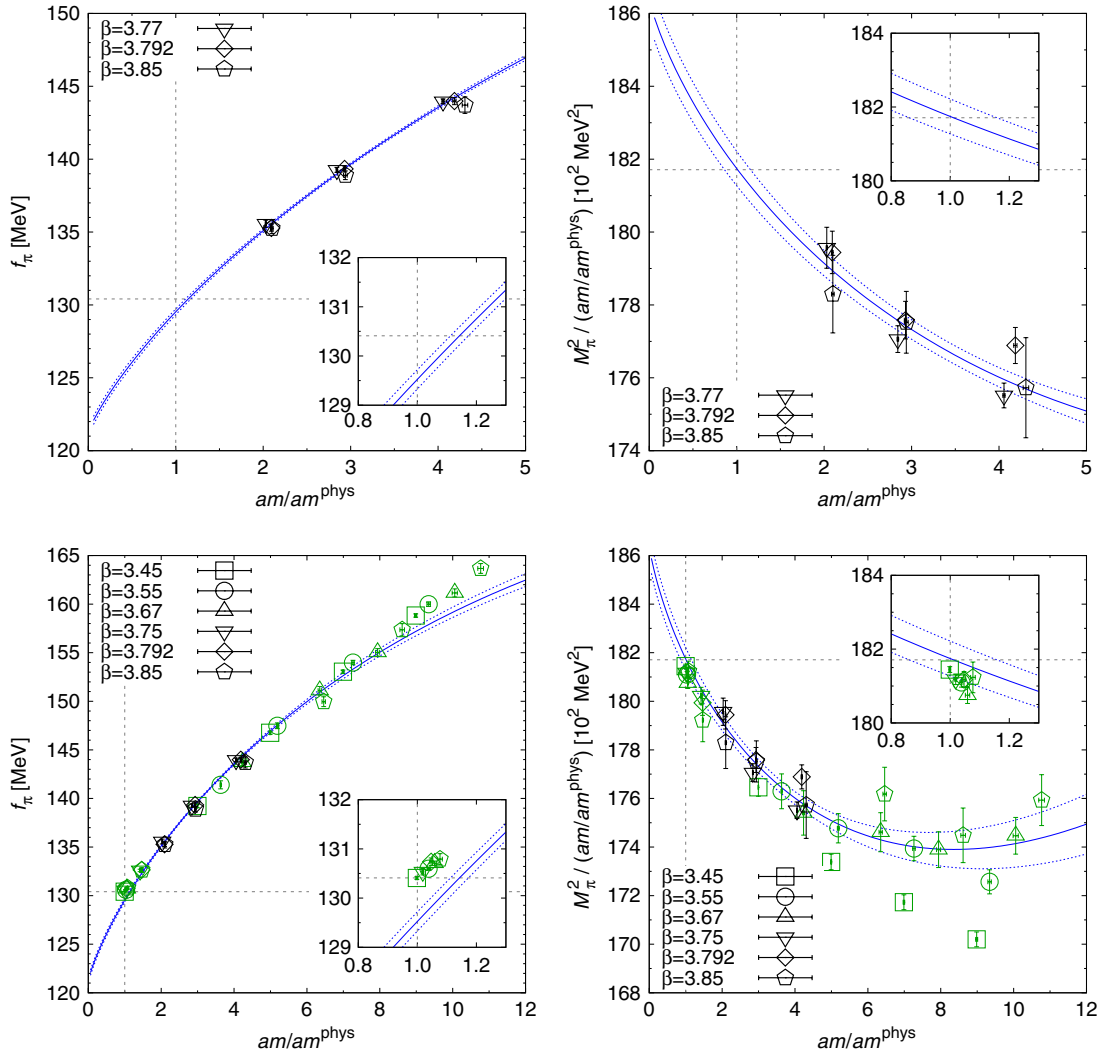 150
145
140
135
130
125
120
f_π [MeV]
β=3.77
β=3.792
β=3.85
132
131
130
129
0.8 1.0 1.2
0 1 2 3 4 5
am/am^phys
186
184
182
180
178
176
174
M_π^2 / (am/am^phys) [10^2 MeV^2]
184
182
180
0.8 1.0 1.2
β=3.77
β=3.792
β=3.85
0 1 2 3 4 5
am/am^phys
165
160
155
150
145
140
135
130
125
120
f_π [MeV]
β=3.45
β=3.55
β=3.67
β=3.75
β=3.792
β=3.85
132
131
130
129
0.8 1.0 1.2
0 2 4 6 8 10 12
am/am^phys
186
184
182
180
178
176
174
172
170
168
M_π^2 / (am/am^phys) [10^2 MeV^2]
184
182
180
0.8 1.0 1.2
β=3.45
β=3.55
β=3.67
β=3.75
β=3.792
β=3.85
0 2 4 6 8 10 12
am/am^phys